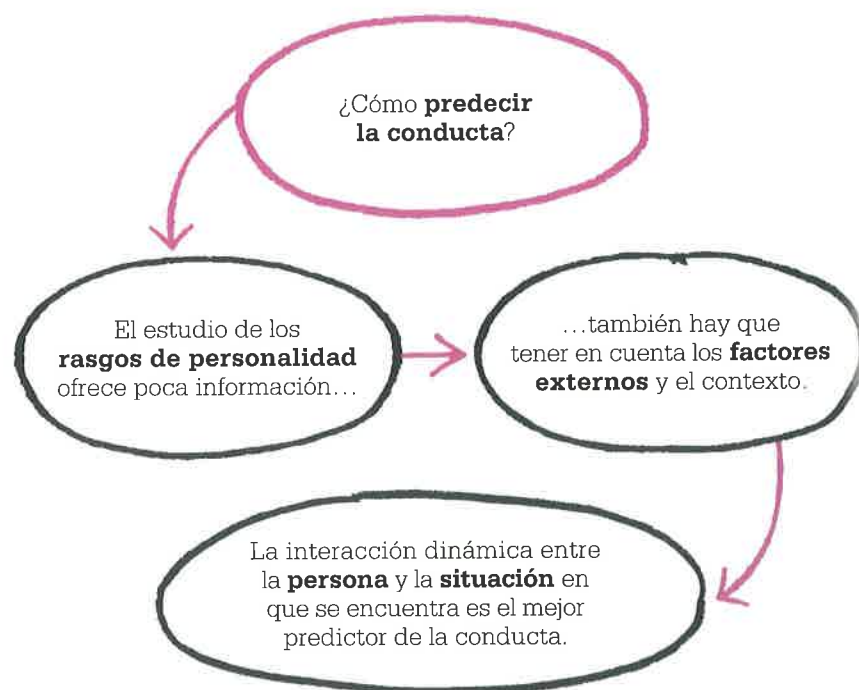 ¿Cómo predecir
la conducta?
El estudio de los
rasgos de personalidad
ofrece poca información…
…también hay que
tener en cuenta los factores
externos y el contexto.
La interacción dinámica entre
la persona y la situación en
que se encuentra es el mejor
predictor de la conducta.